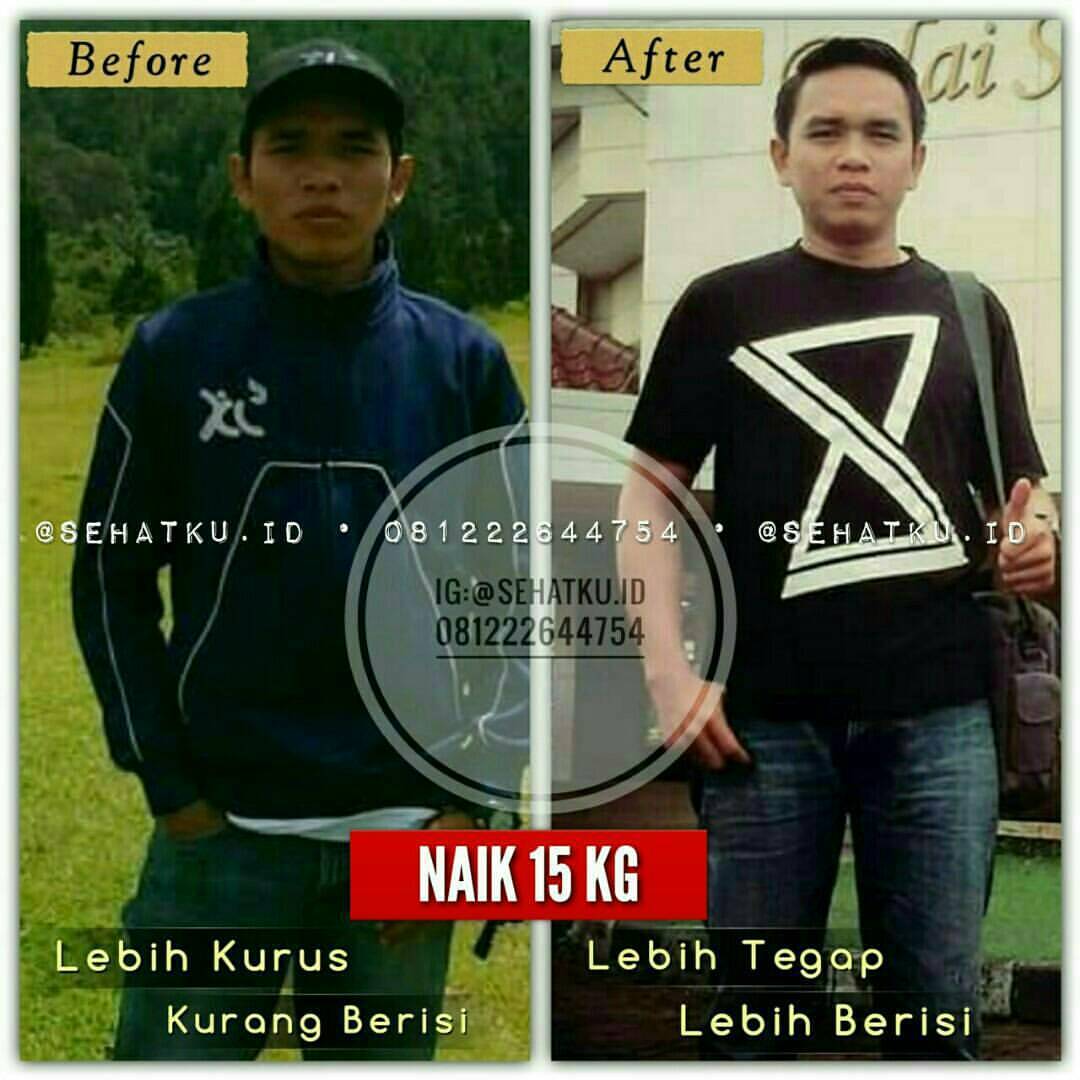 Before
After
dai S
@SEHATKU.ID • 081222644754 • @SEHATKU.ID
IG:@SEHATKU.ID
081222644754
NAIK 15 KG
Lebih Kurus
Kurang Berisi
Lebih Tegap
Lebih Berisi